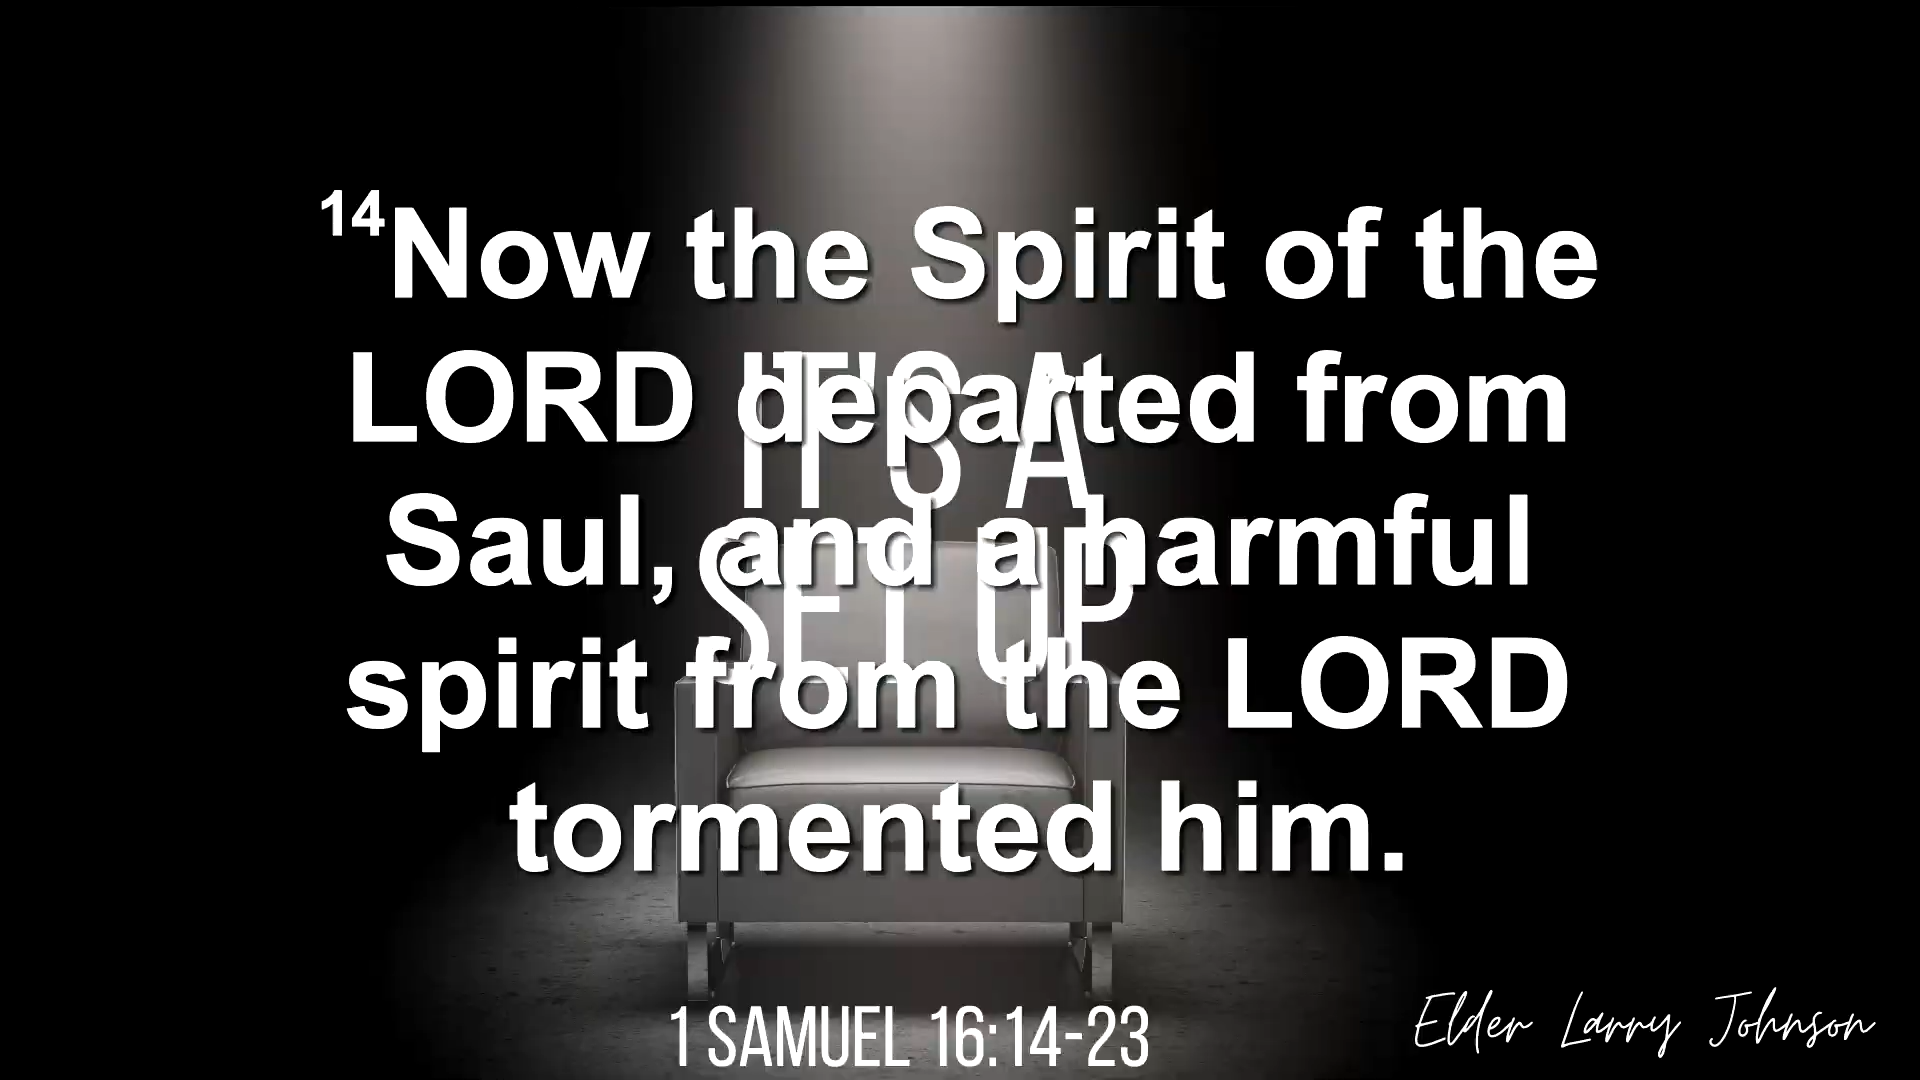 14Now the Spirit of the
LORD departed from
Saul, and a harmful
spirit from the LORD
tormented him.
IT'S A
SET UP
1 SAMUEL 16:14-23
Elder Larry Johnson